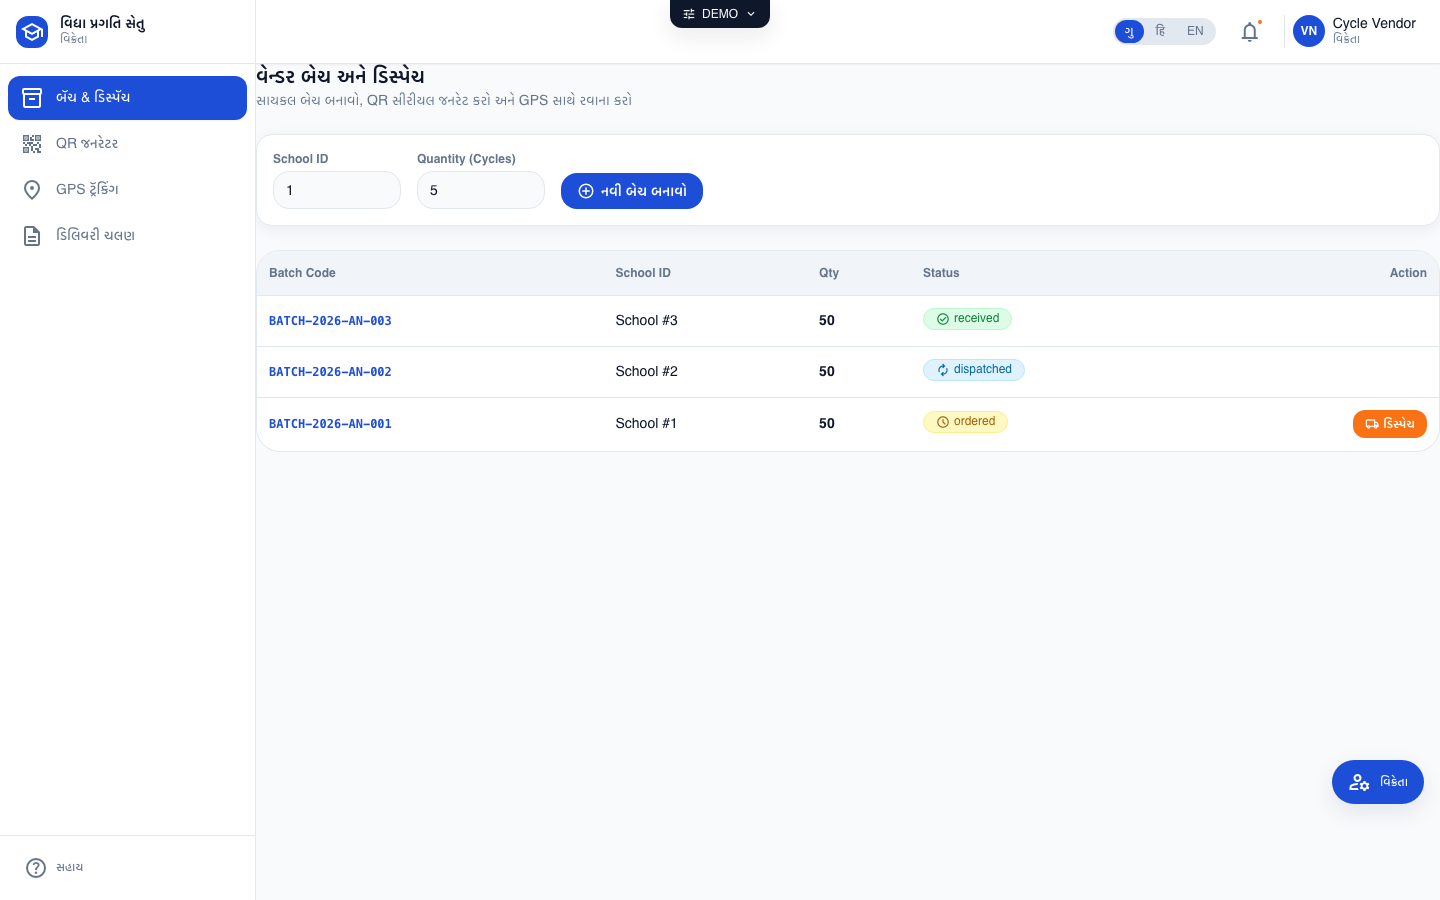 વિદ્યા પ્રગતિ સેતુ
વિક્રેતા
DEMO
ગુ हि EN
VN
Cycle Vendor
વિક્રેતા
બૅચ & ડિસ્પૅચ
QR જનરેટર
GPS ટ્રૅકિંગ
ડિલિવરી ચલણ
સહાય
વેન્ડર બેચ અને ડિસ્પેચ
સાયકલ બેચ બનાવો, QR સીરીયલ જનરેટ કરો અને GPS સાથે રવાના કરો
School ID Quantity (Cycles)
1 5 નવી બેચ બનાવો
Batch Code School ID Qty Status Action
BATCH-2026-AN-003 School #3 50 received
BATCH-2026-AN-002 School #2 50 dispatched
BATCH-2026-AN-001 School #1 50 ordered ડિસ્પેચ
વિક્રેતા